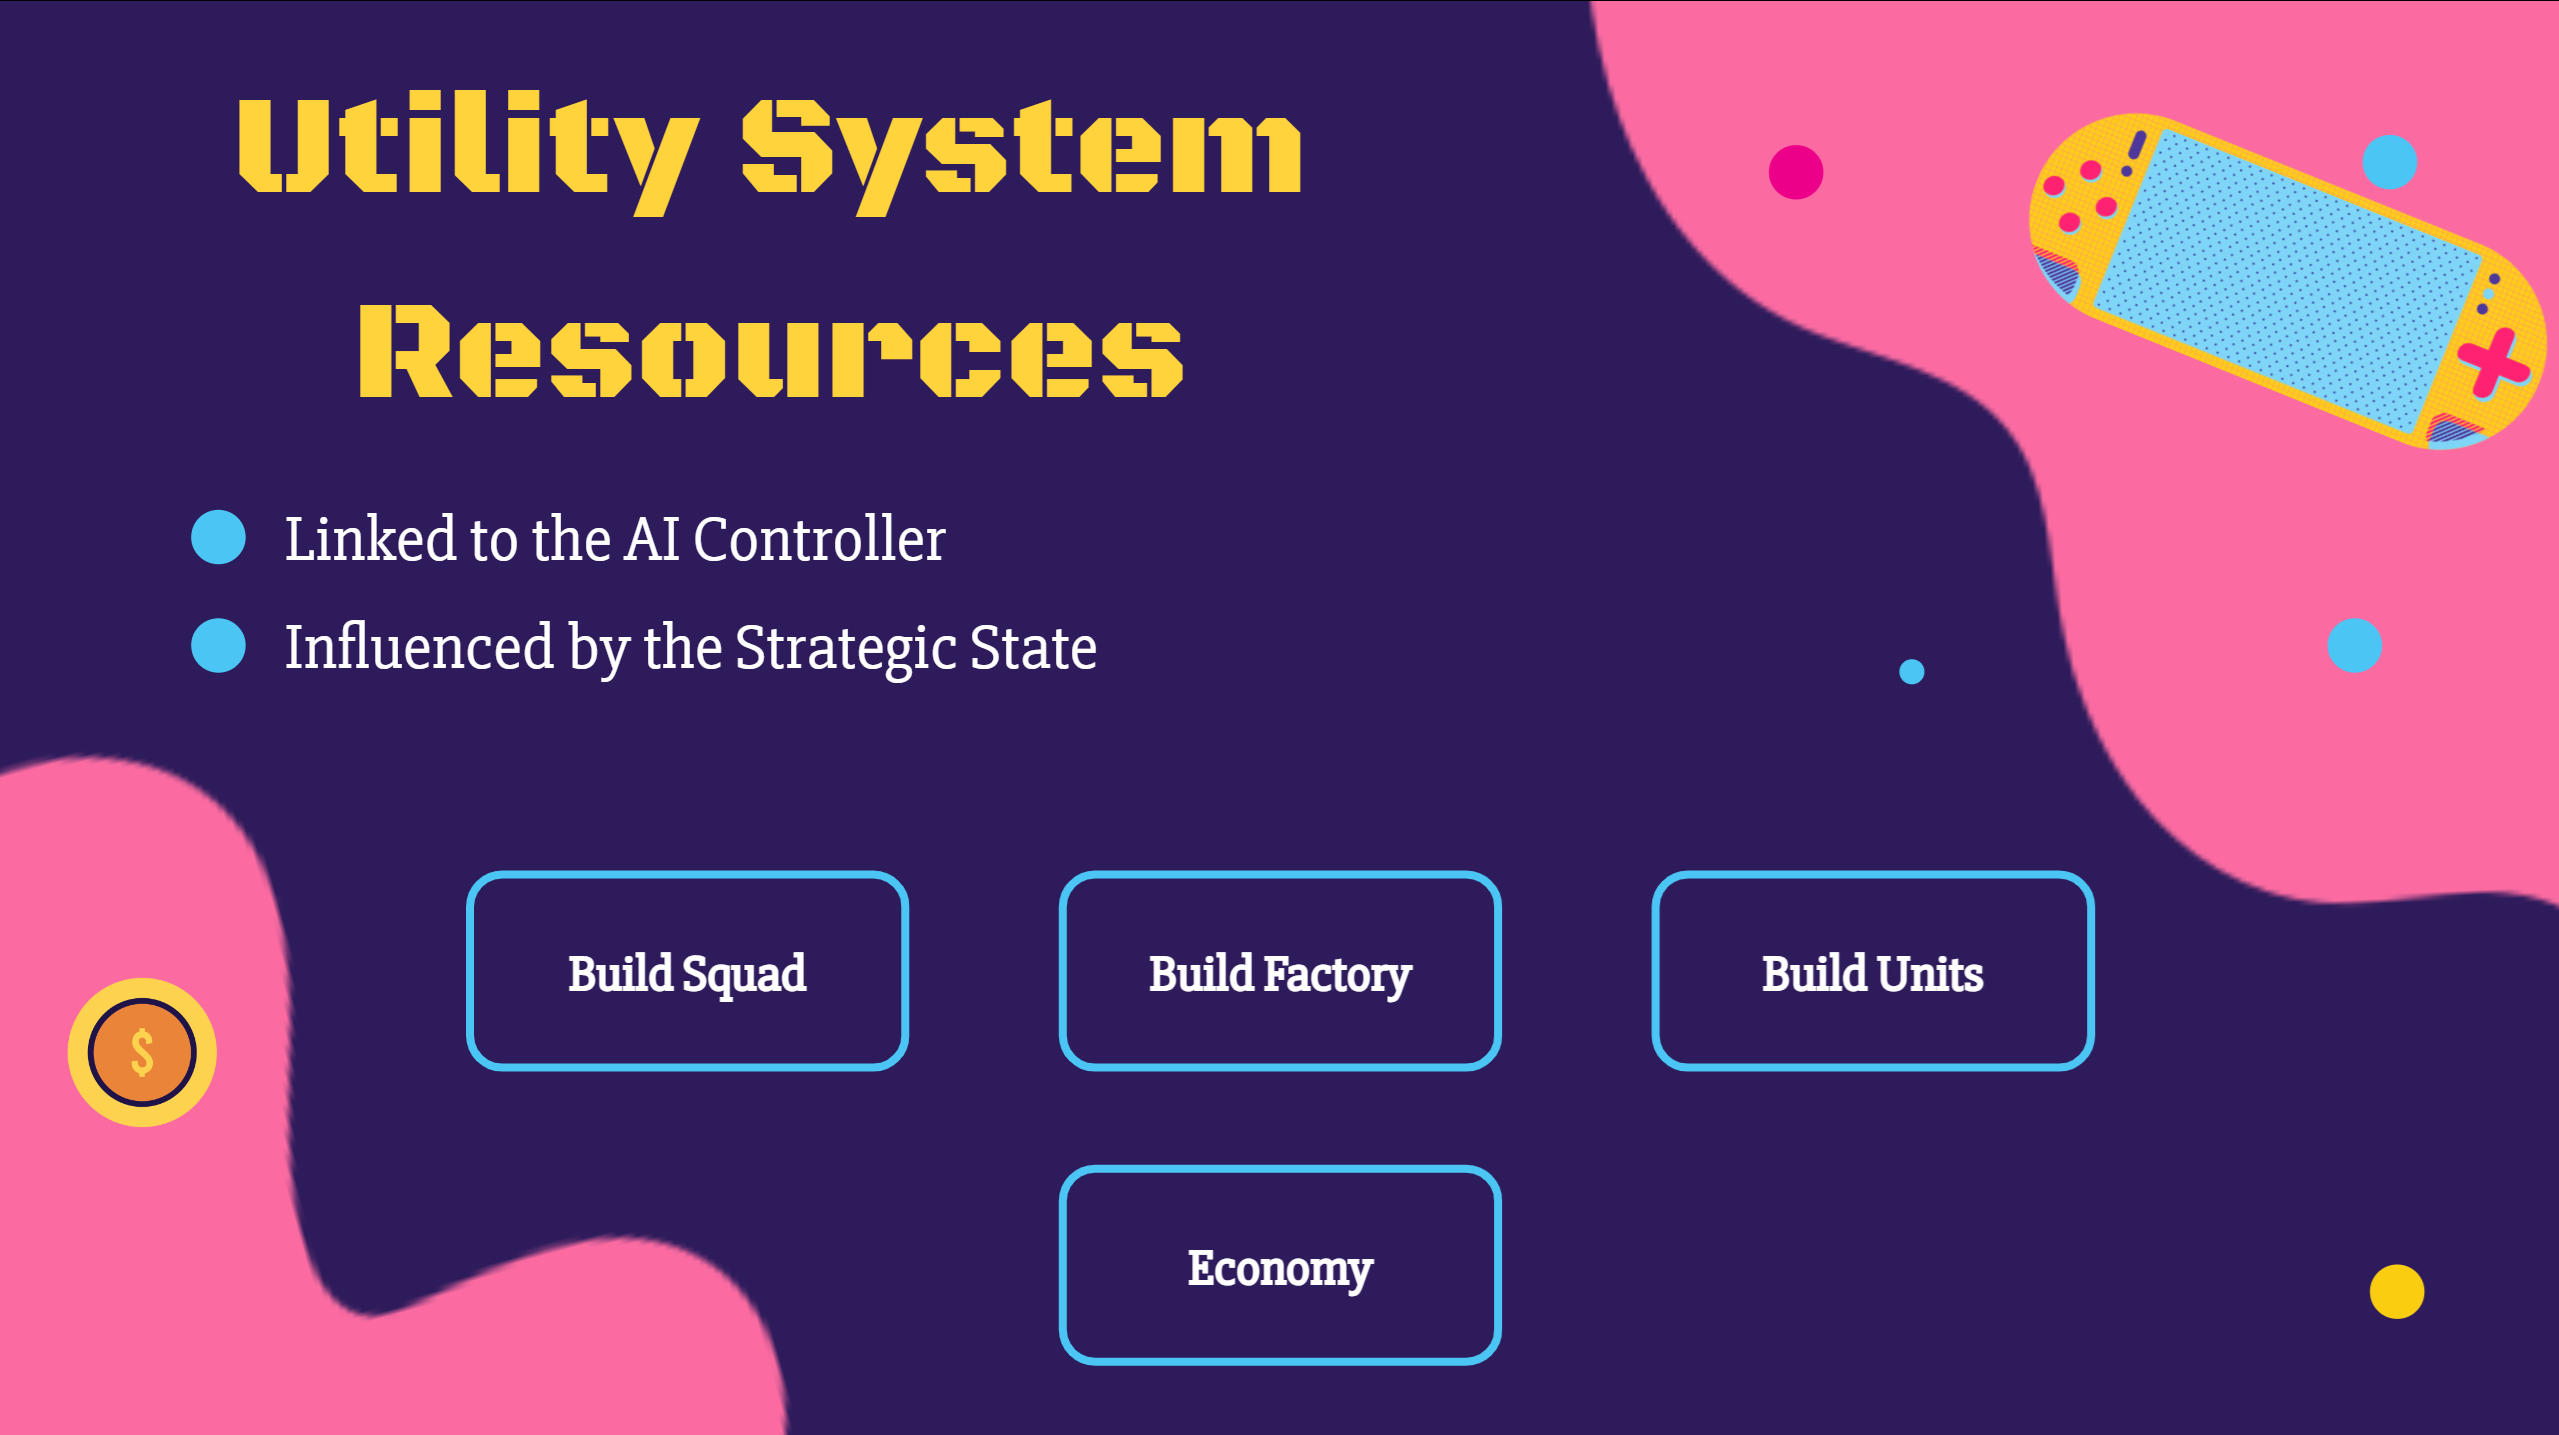 Utility System
Resources
Linked to the AI Controller
Influenced by the Strategic State
Build Squad
Build Factory
Build Units
$
Economy